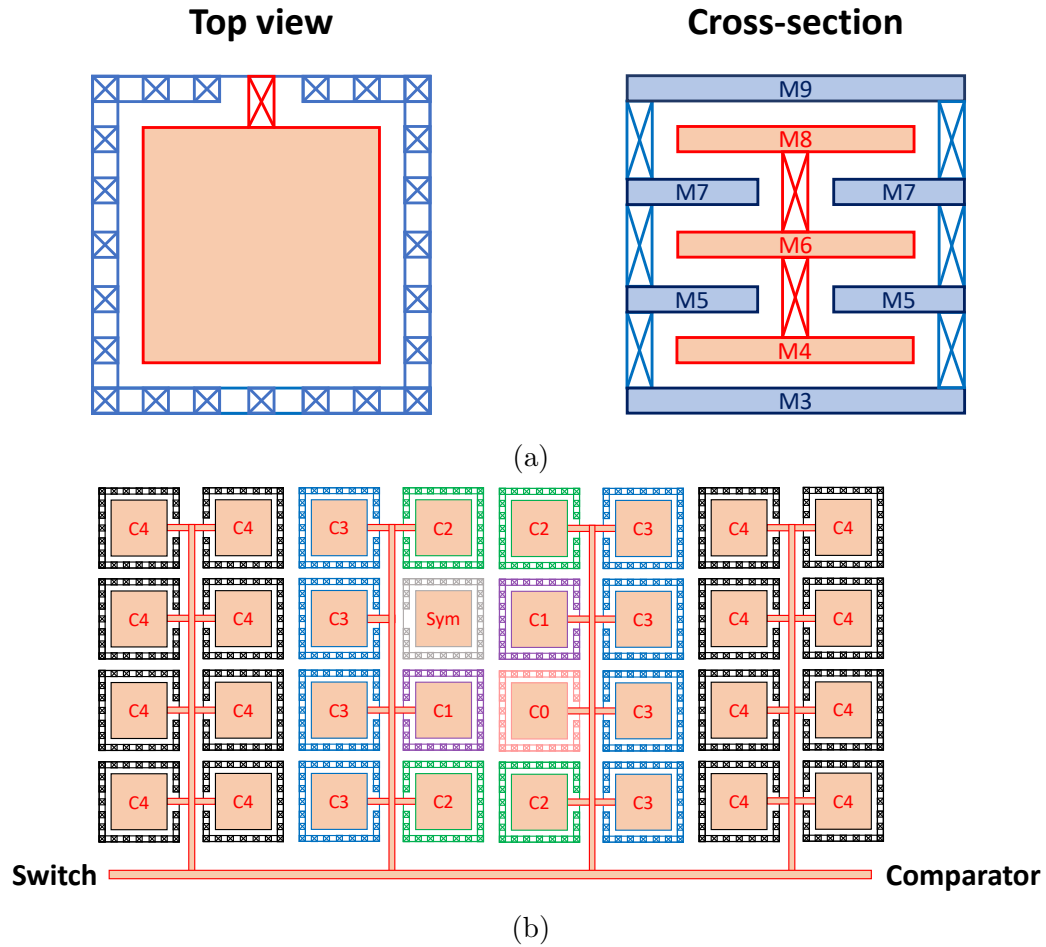 Top view
Cross-section
M9
M8
M7 M7
M6
M5 M5
M4
M3
(a)
C4 C4 C3 C2 C2 C3 C4 C4
C4 C4 C3 Sym C1 C3 C4 C4
C4 C4 C3 C1 C0 C3 C4 C4
C4 C4 C3 C2 C2 C3 C4 C4
Switch Comparator
(b)